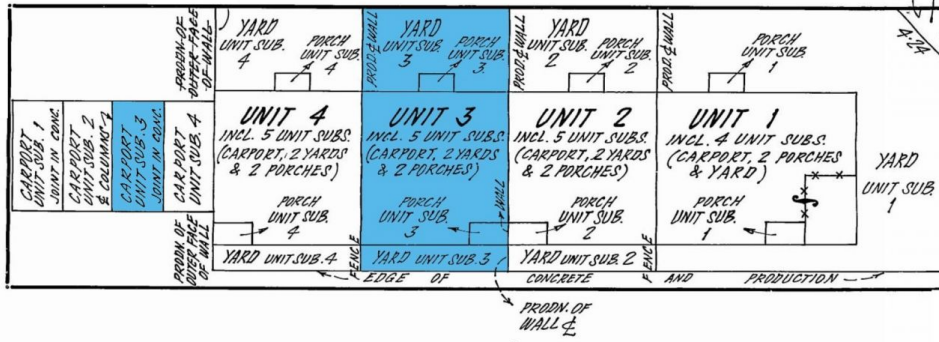 PRODN. OF
OUTER FACE
OF WALL
YARD
UNIT SUB.
4
PORCH
UNIT SUB.
4
PROD ₵ WALL
YARD
UNIT SUB.
3
PORCH
UNIT SUB.
3
PROD ₵ WALL
YARD
UNIT SUB.
2
PORCH
UNIT SUB.
2
PROD ₵ WALL
PORCH
UNIT SUB.
1
CARPORT
UNIT SUB. 1
JOINT IN CONC.
CARPORT
UNIT SUB. 2
₵ COLUMNS
CARPORT
UNIT SUB. 3
JOINT IN CONC.
CARPORT
UNIT SUB. 4
UNIT 4
INCL. 5 UNIT SUBS.
(CARPORT, 2 YARDS
& 2 PORCHES)
UNIT 3
INCL. 5 UNIT SUBS.
(CARPORT, 2 YARDS
& 2 PORCHES)
UNIT 2
INCL. 5 UNIT SUBS.
(CARPORT, 2 YARDS
& 2 PORCHES)
UNIT 1
INCL. 4 UNIT SUBS.
(CARPORT, 2 PORCHES
& YARD)
YARD
UNIT SUB.
1
PRODN. OF
OUTER FACE
OF WALL
PORCH
UNIT SUB.
4
PORCH
UNIT SUB.
3
₵ WALL
PORCH
UNIT SUB.
2
PORCH
UNIT SUB.
1
YARD UNIT SUB. 4
FENCE
YARD UNIT SUB. 3
YARD UNIT SUB. 2
FENCE
EDGE OF CONCRETE AND PRODUCTION
PRODN. OF
WALL ₵